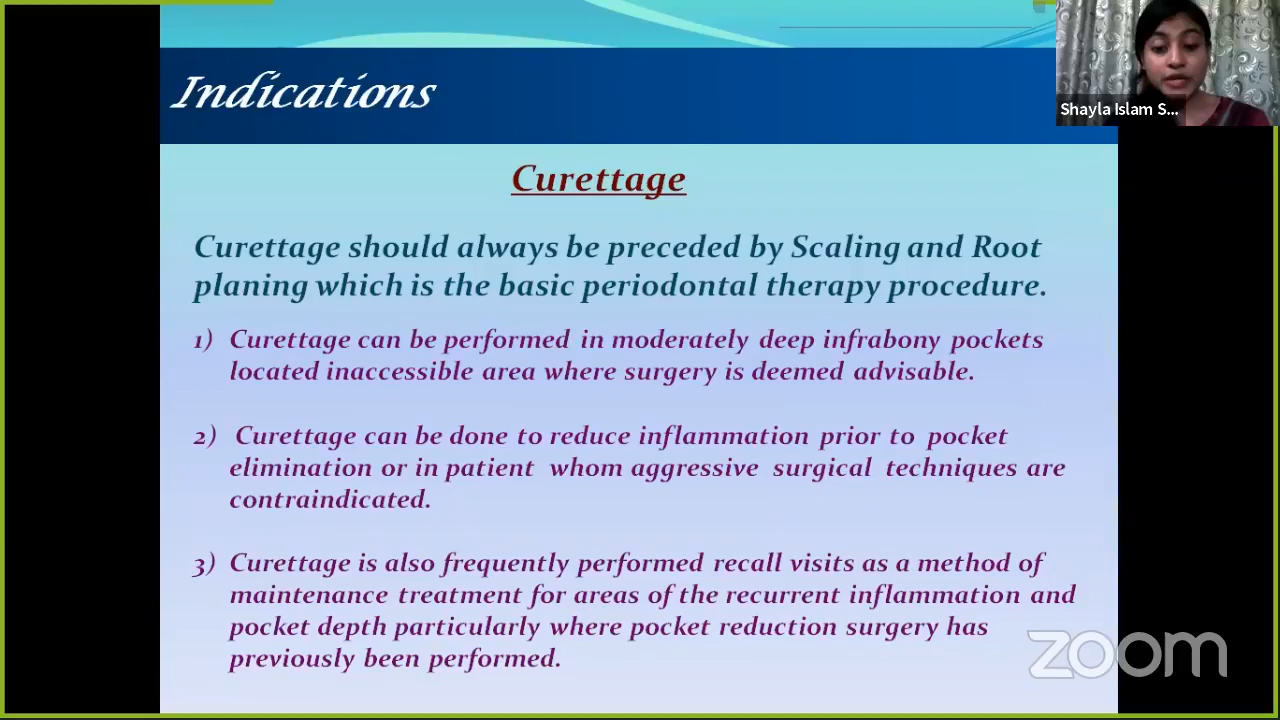 Indications
Shayla Islam S...
Curettage
Curettage should always be preceded by Scaling and Root
planing which is the basic periodontal therapy procedure.
1) Curettage can be performed in moderately deep infrabony pockets
located inaccessible area where surgery is deemed advisable.
2) Curettage can be done to reduce inflammation prior to pocket
elimination or in patient whom aggressive surgical techniques are
contraindicated.
3) Curettage is also frequently performed recall visits as a method of
maintenance treatment for areas of the recurrent inflammation and
pocket depth particularly where pocket reduction surgery has
previously been performed.
zoom